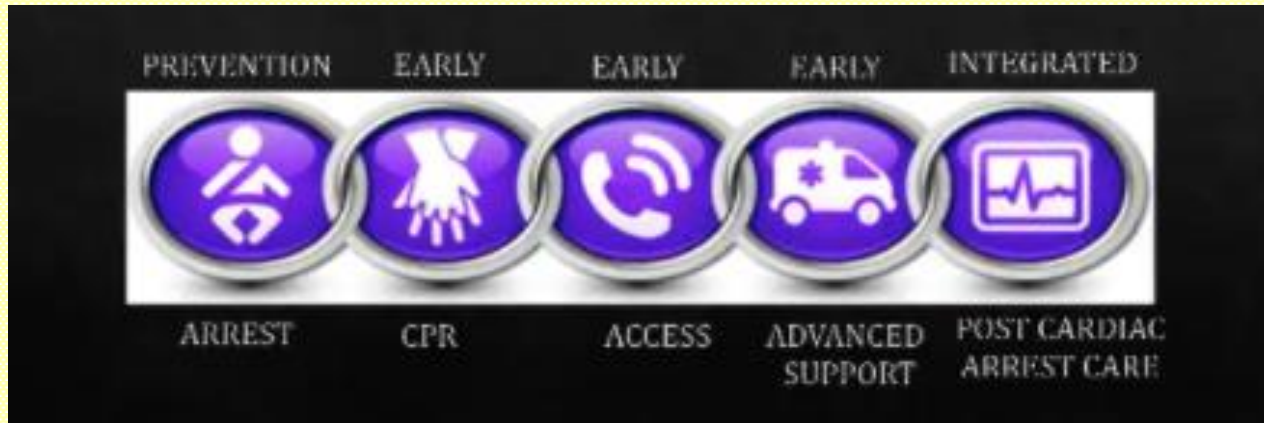 PREVENTION EARLY EARLY EARLY INTEGRATED
ARREST CPR ACCESS ADVANCED SUPPORT POST CARDIAC ARREST CARE